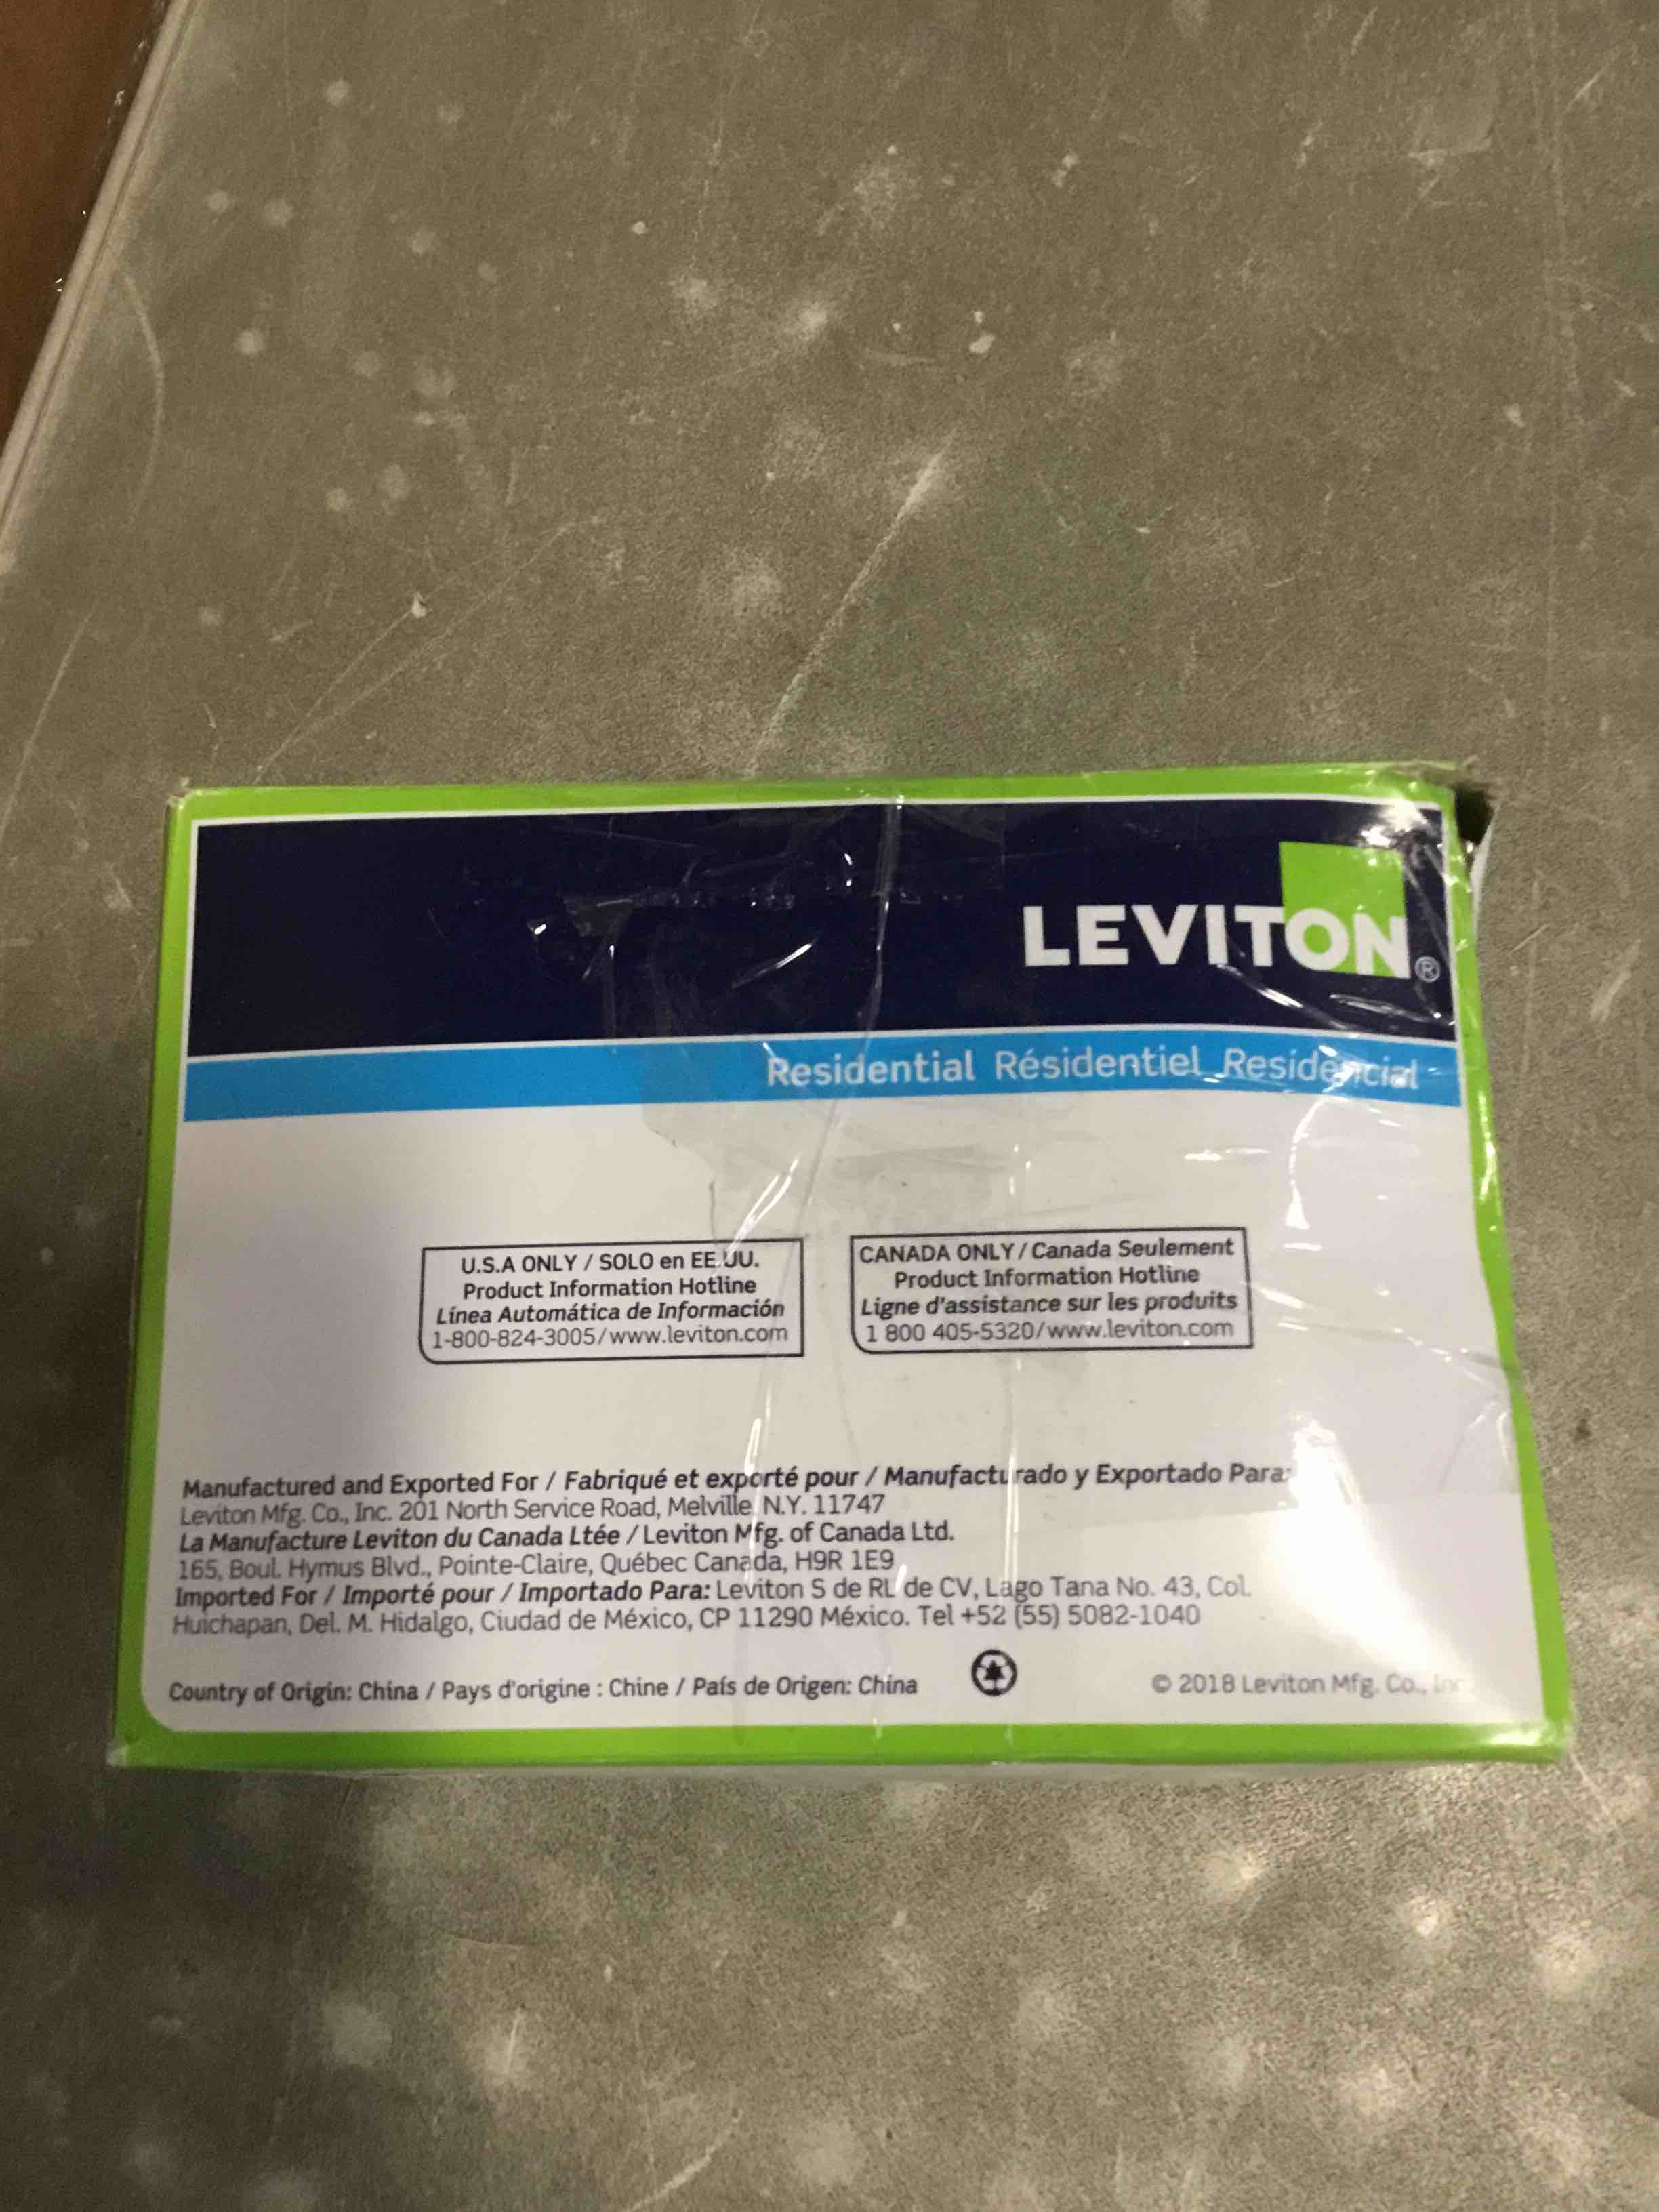 LEVITON®
Residential Résidentiel Residencial
U.S.A ONLY / SOLO en EE.UU.
Product Information Hotline
Línea Automática de Información
1-800-824-3005/www.leviton.com
CANADA ONLY / Canada Seulement
Product Information Hotline
Ligne d'assistance sur les produits
1 800 405-5320/www.leviton.com
Manufactured and Exported For / Fabriqué et exporté pour / Manufacturado y Exportado Para:
Leviton Mfg. Co., Inc. 201 North Service Road, Melville, N.Y. 11747
La Manufacture Leviton du Canada Ltée / Leviton Mfg. of Canada Ltd.
165, Boul. Hymus Blvd., Pointe-Claire, Québec Canada, H9R 1E9
Imported For / Importé pour / Importado Para: Leviton S de RL de CV, Lago Tana No. 43, Col.
Huichapan, Del. M. Hidalgo, Ciudad de México, CP 11290 México. Tel +52 (55) 5082-1040
Country of Origin: China / Pays d'origine : Chine / País de Origen: China
© 2018 Leviton Mfg. Co., Inc